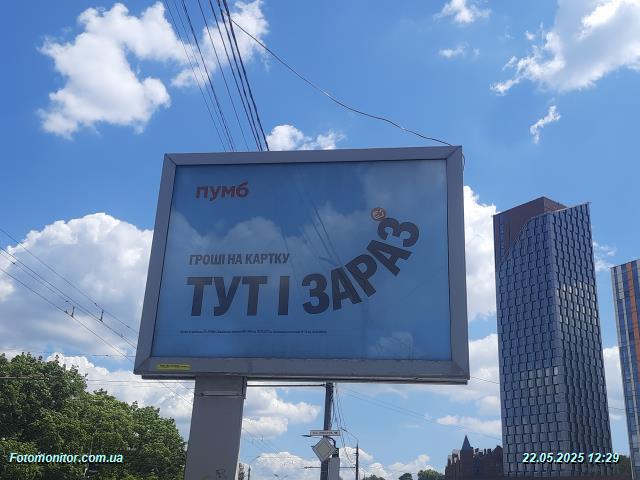 пумб
ГРОШІ НА КАРТКУ
ТУТ І ЗАРАЗ
Fotomonitor.com.ua
22.05.2025 12:29